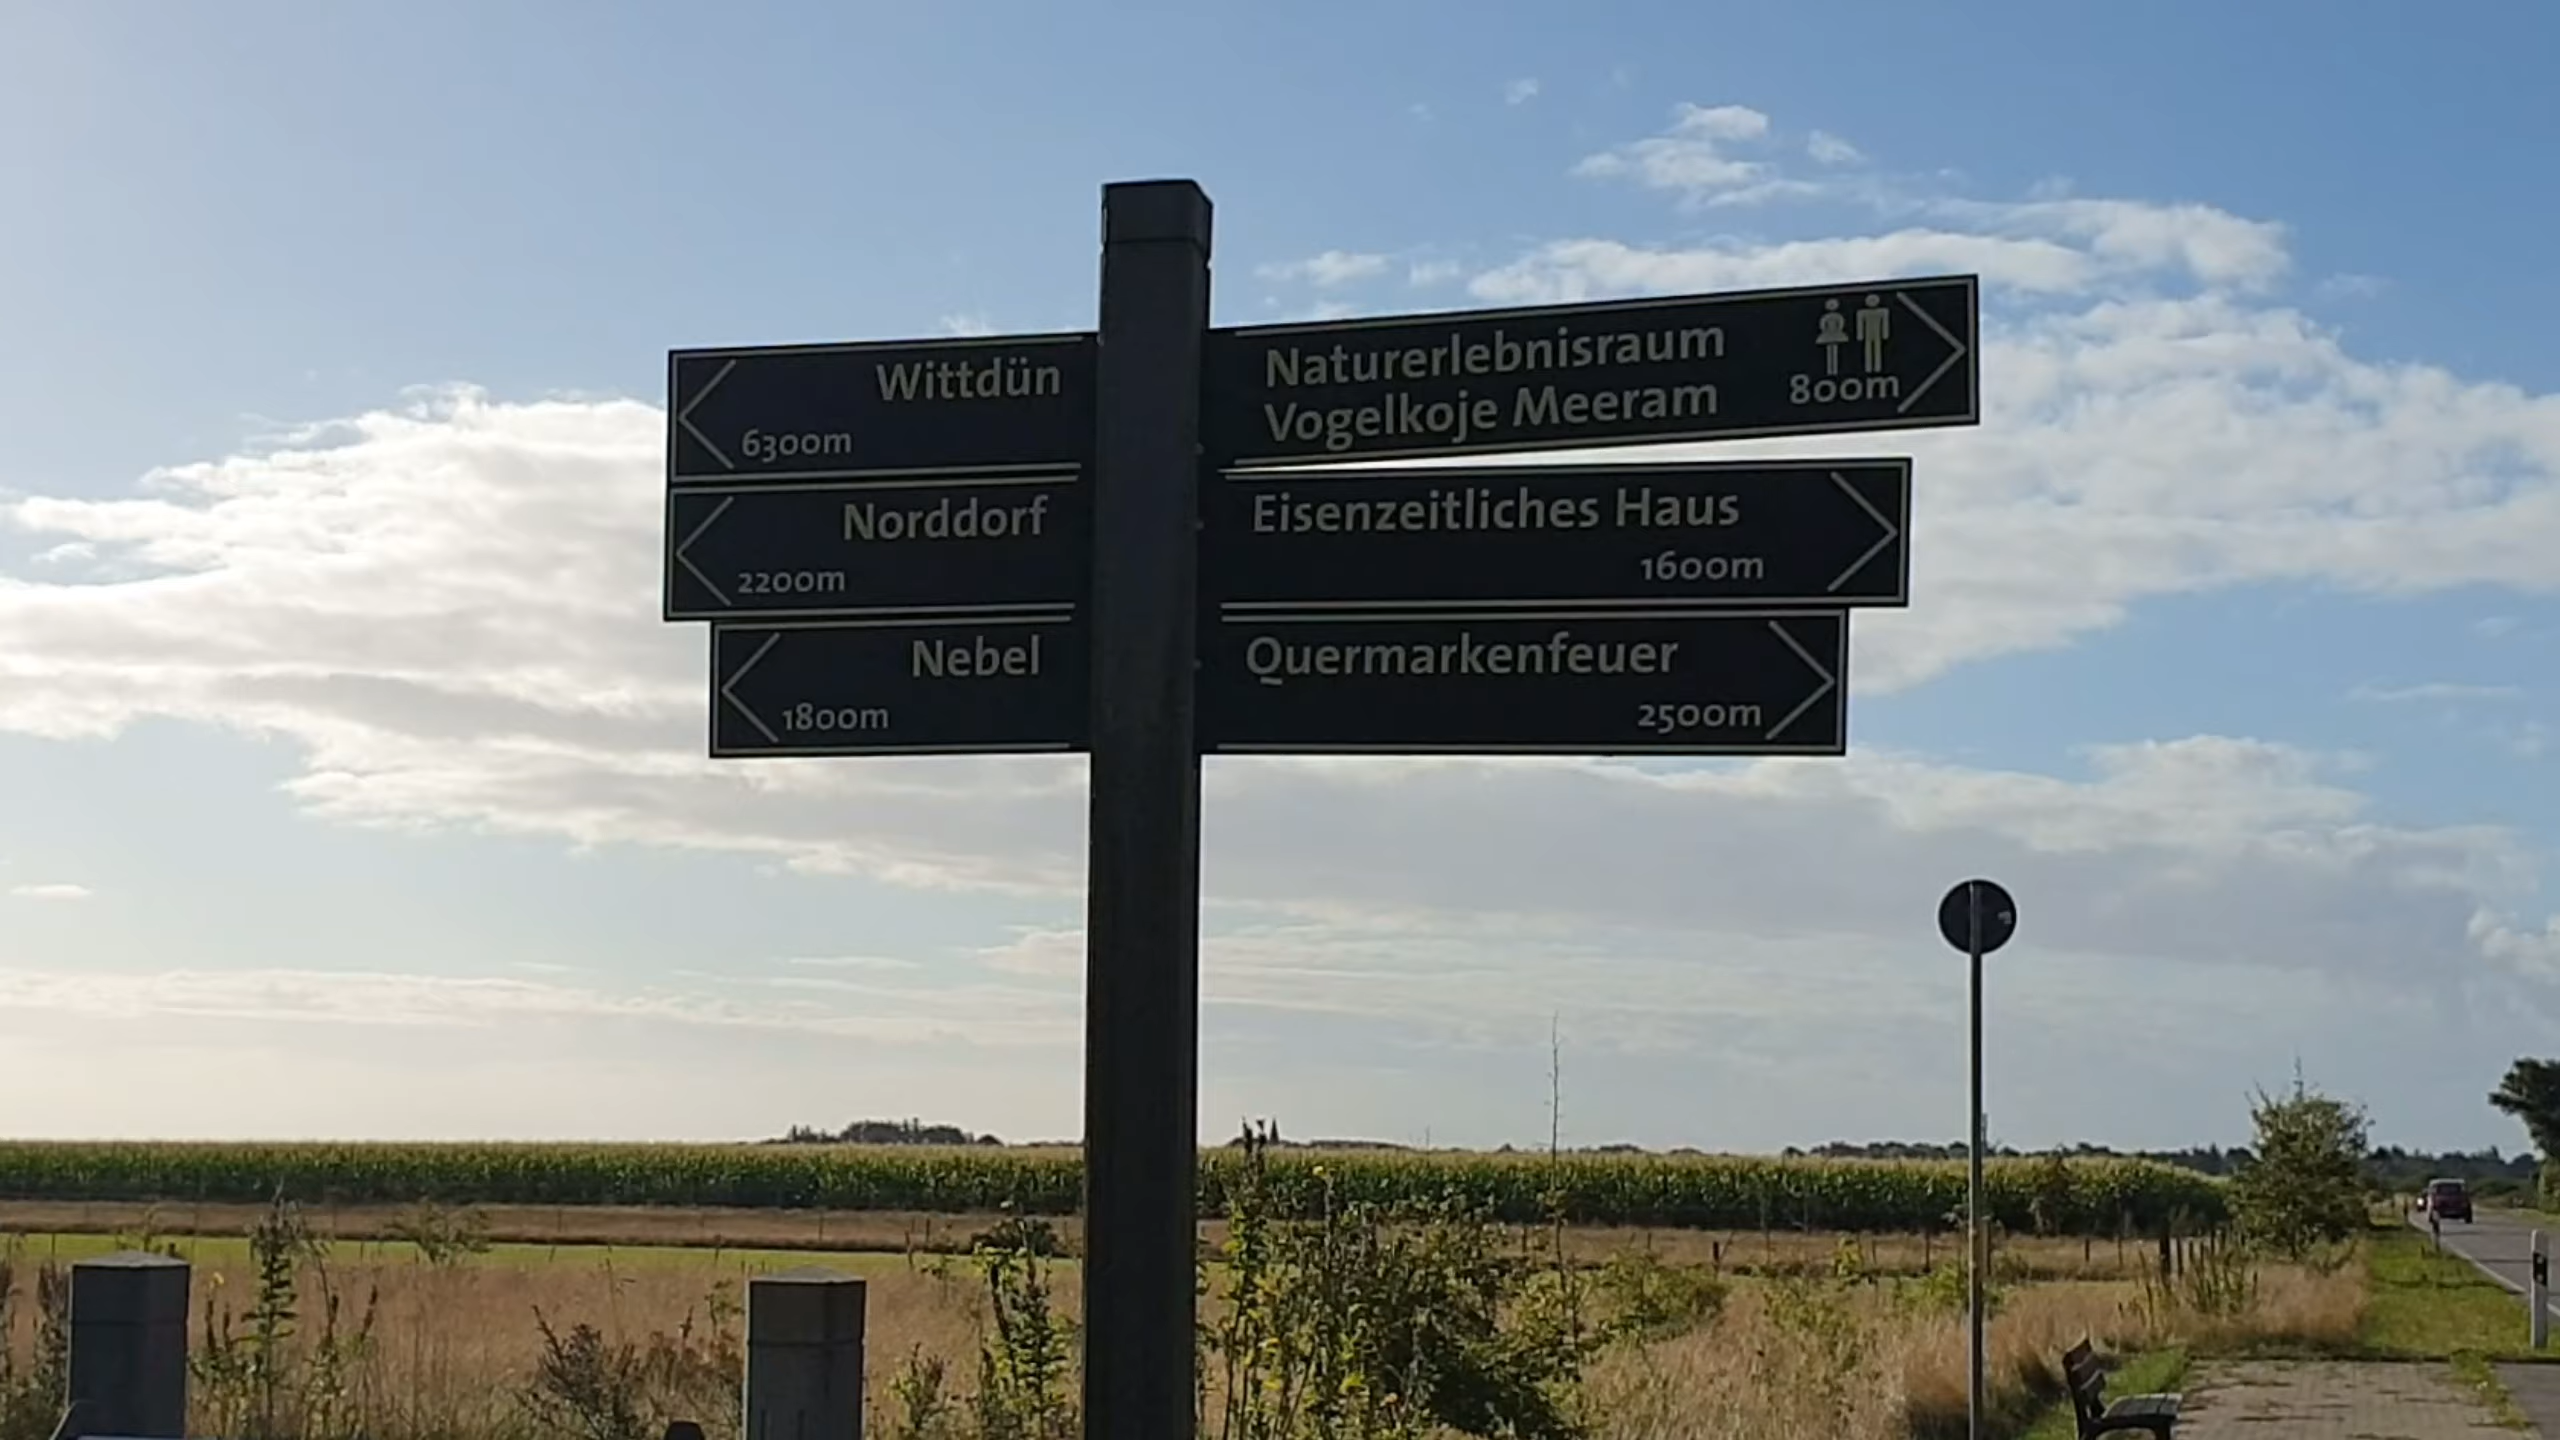 Wittdün
6300m
Norddorf
2200m
Nebel
1800m
Naturerlebnisraum
Vogelkoje Meeram
800m
Eisenzeitliches Haus
1600m
Quermarkenfeuer
2500m